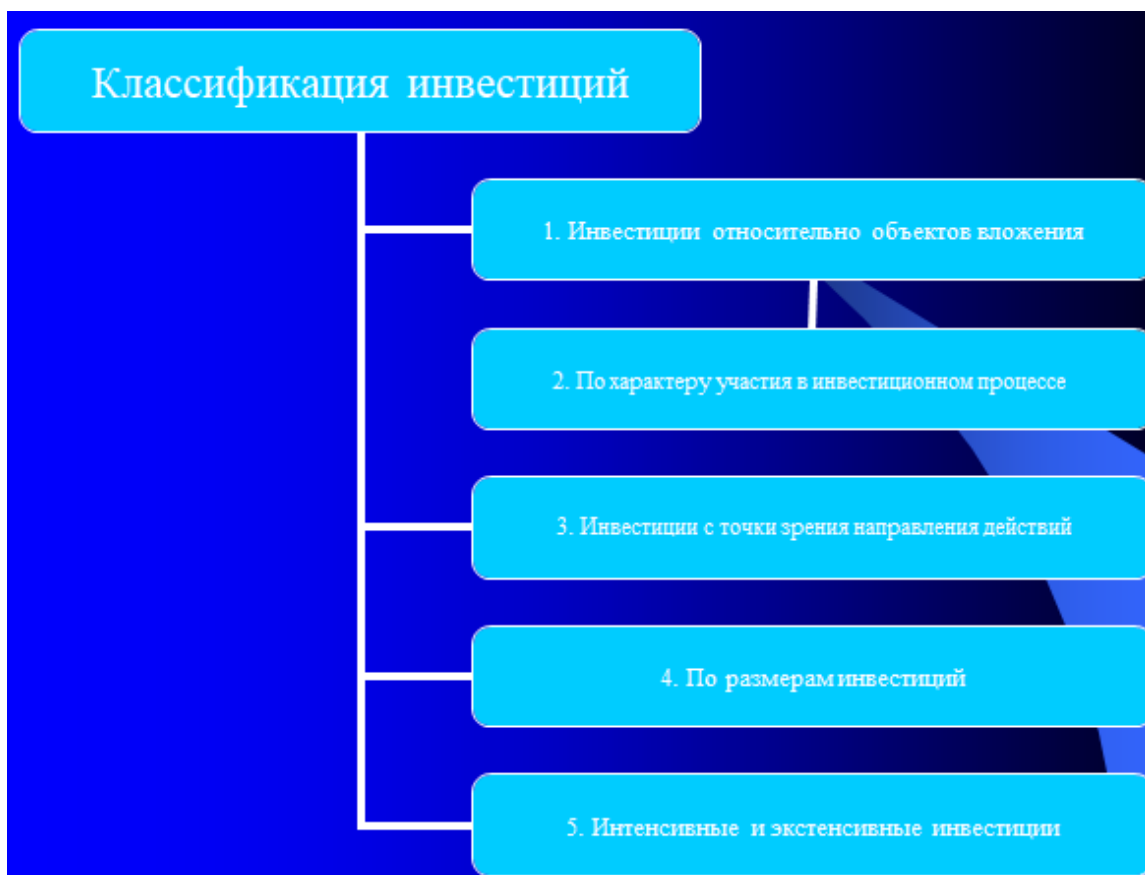 Классификация инвестиций
1. Инвестиции относительно объектов вложения
2. По характеру участия в инвестиционном процессе
3. Инвестиции с точки зрения направления действий
4. По размерам инвестиций
5. Интенсивные и экстенсивные инвестиции